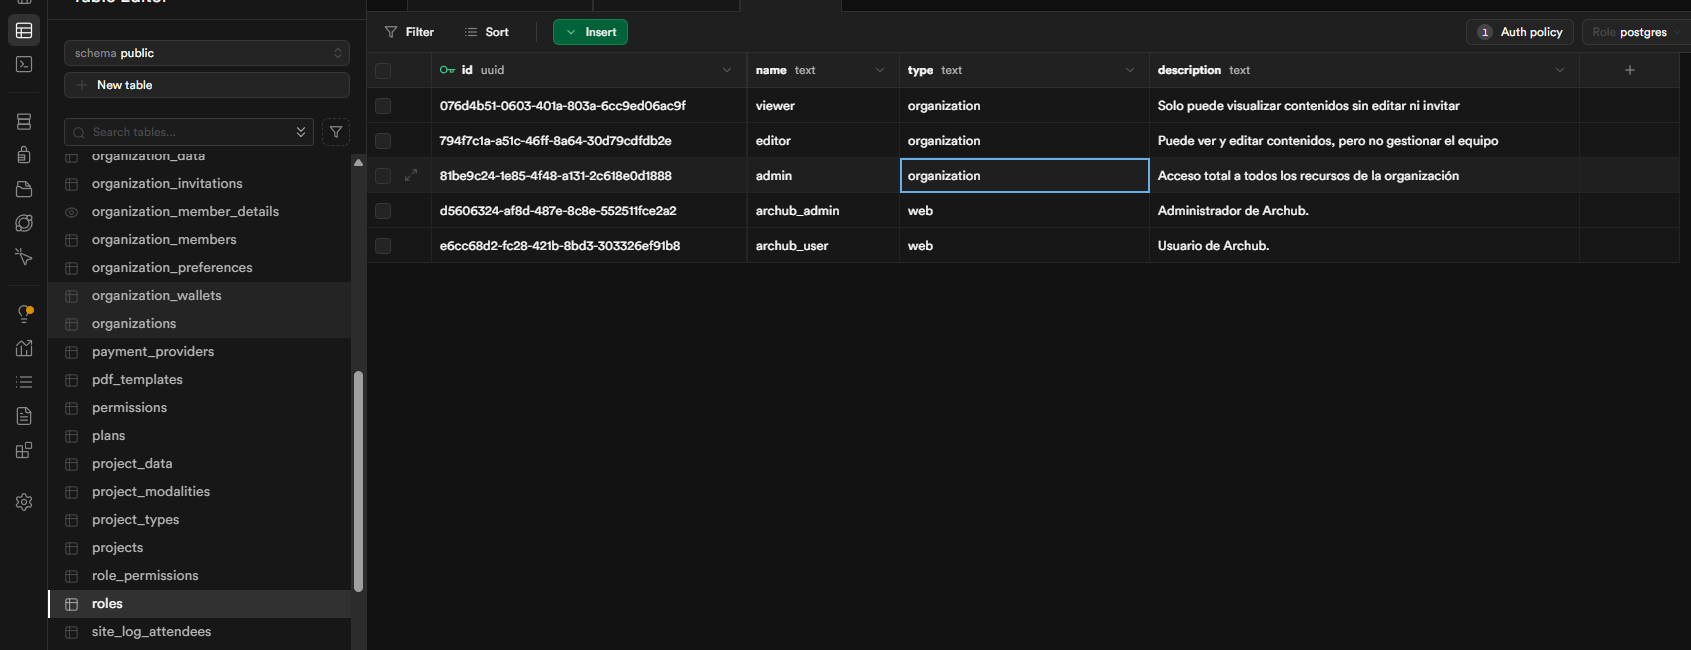 schema public
New table
Search tables...
organization_data
organization_invitations
organization_member_details
organization_members
organization_preferences
organization_wallets
organizations
payment_providers
pdf_templates
permissions
plans
project_data
project_modalities
project_types
projects
role_permissions
roles
site_log_attendees
Filter Sort Insert 1 Auth policy Role postgres
id uuid name text type text description text
076d4b51-0603-401a-803a-6cc9ed06ac9f viewer organization Solo puede visualizar contenidos sin editar ni invitar
794f7c1a-a51c-46ff-8a64-30d79cdfdb2e editor organization Puede ver y editar contenidos, pero no gestionar el equipo
81be9c24-1e85-4f48-a131-2c618e0d1888 admin organization Acceso total a todos los recursos de la organización
d5606324-af8d-487e-8c8e-552511fce2a2 archub_admin web Administrador de Archub.
e6cc68d2-fc28-421b-8bd3-303326ef91b8 archub_user web Usuario de Archub.